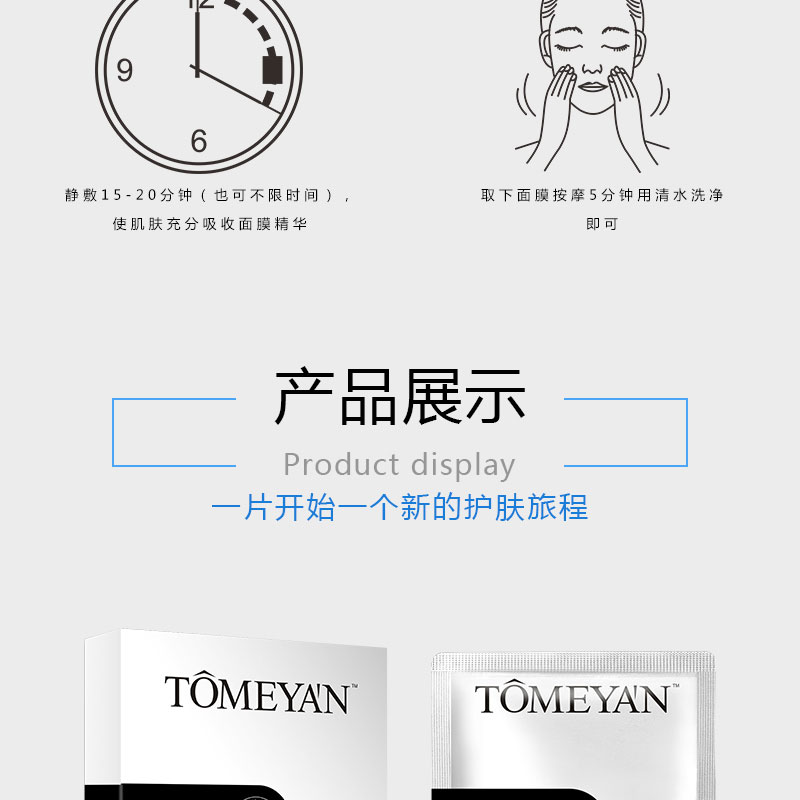 12
9
6
静敷15-20分钟（也可不限时间），
使肌肤充分吸收面膜精华
取下面膜按摩5分钟用清水洗净
即可
产品展示
Product display
一片开始一个新的护肤旅程
TÔMEYA'N™
TÔMEYA'N™